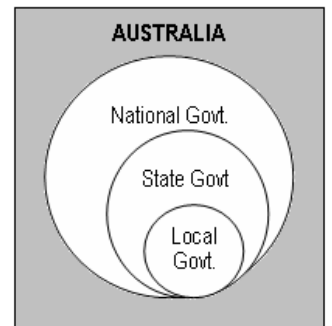 AUSTRALIA
National Govt.
State Govt
Local
Govt.